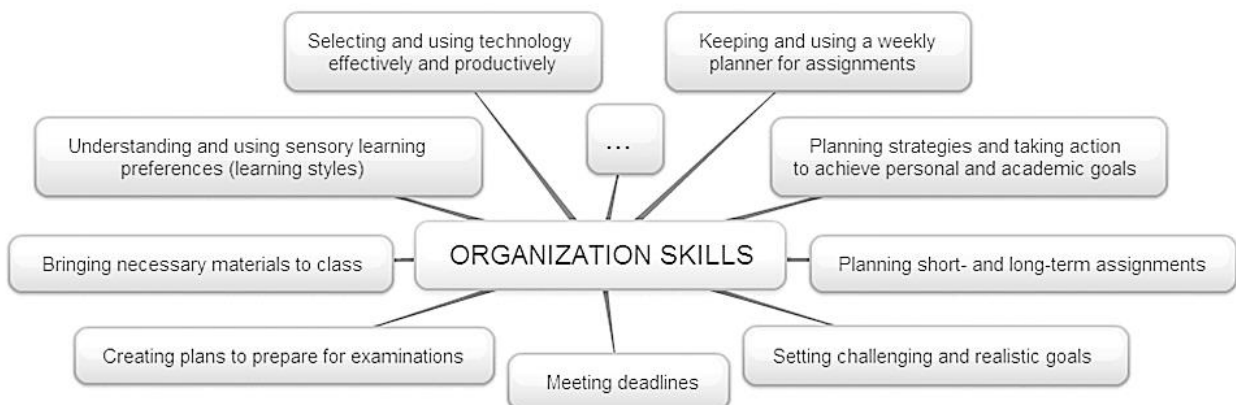 Selecting and using technology
effectively and productively
Keeping and using a weekly
planner for assignments
...
Understanding and using sensory learning
preferences (learning styles)
Planning strategies and taking action
to achieve personal and academic goals
Bringing necessary materials to class
ORGANIZATION SKILLS
Planning short- and long-term assignments
Creating plans to prepare for examinations
Meeting deadlines
Setting challenging and realistic goals